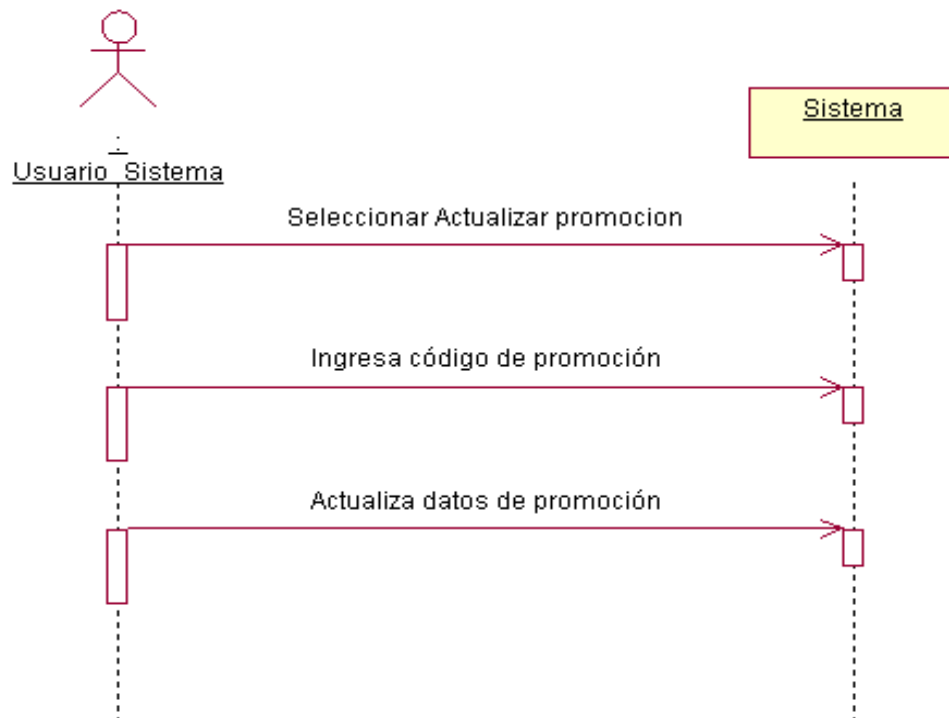 Sistema
: Usuario_Sistema
Seleccionar Actualizar promocion
Ingresa código de promoción
Actualiza datos de promoción